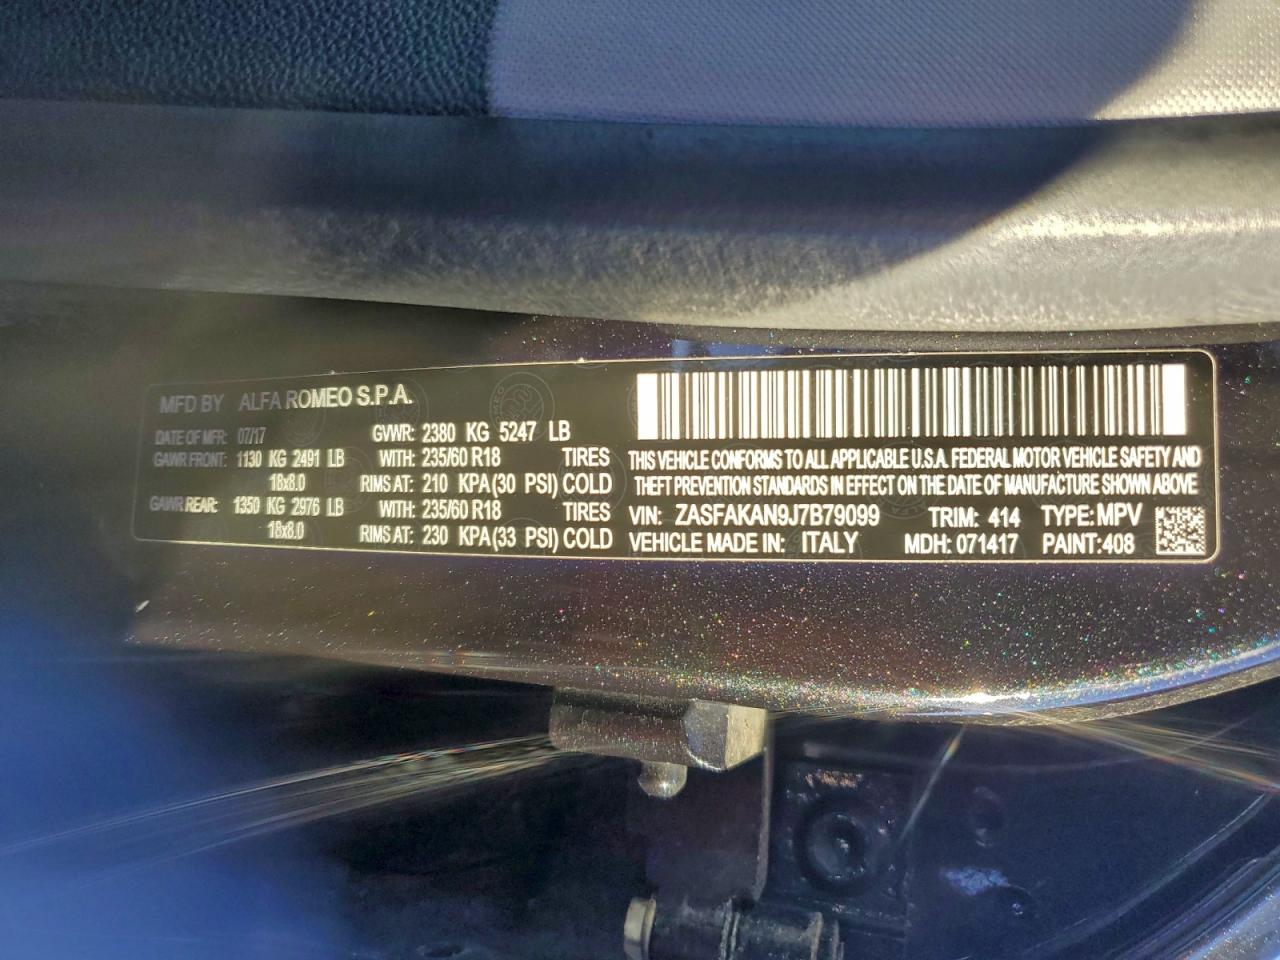 MFD BY ALFA ROMEO S.P.A.
DATE OF MFR: 07/17 GVWR: 2380 KG 5247 LB
GAWR FRONT: 1130 KG 2491 LB WITH: 235/60 R18 TIRES
18x8.0 RIMS AT: 210 KPA(30 PSI) COLD
GAWR REAR: 1350 KG 2976 LB WITH: 235/60 R18 TIRES
18x8.0 RIMS AT: 230 KPA(33 PSI) COLD
THIS VEHICLE CONFORMS TO ALL APPLICABLE U.S.A. FEDERAL MOTOR VEHICLE SAFETY AND
THEFT PREVENTION STANDARDS IN EFFECT ON THE DATE OF MANUFACTURE SHOWN ABOVE
VIN: ZASFAKAN9J7B79099 TRIM: 414 TYPE: MPV
VEHICLE MADE IN: ITALY MDH: 071417 PAINT: 408